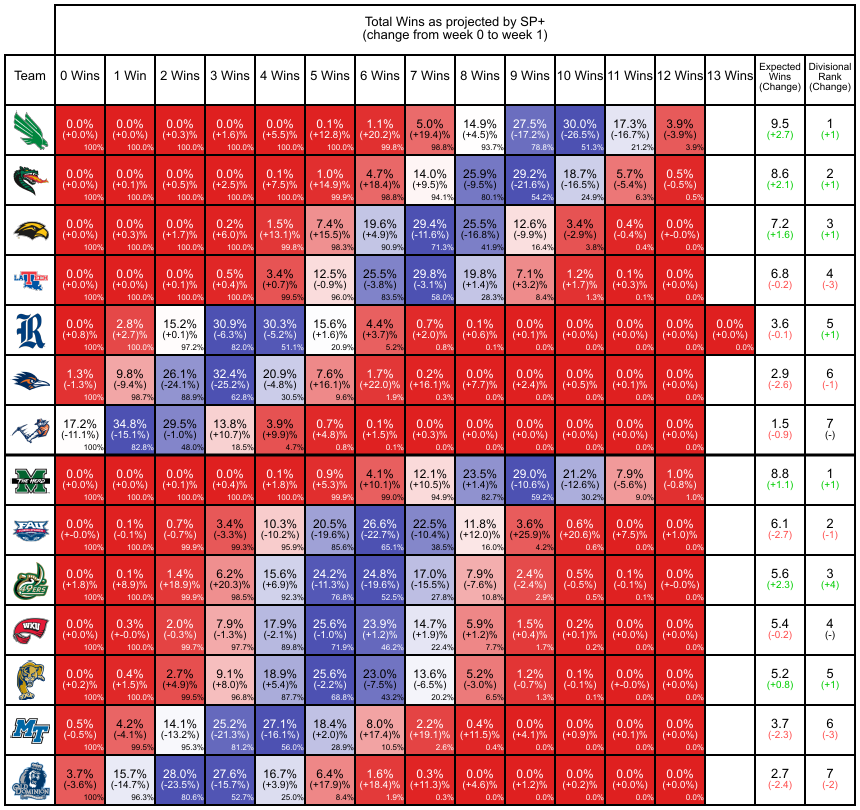 Total Wins as projected by SP+
(change from week 0 to week 1)
Team 0 Wins 1 Win 2 Wins 3 Wins 4 Wins 5 Wins 6 Wins 7 Wins 8 Wins 9 Wins 10 Wins 11 Wins 12 Wins 13 Wins Expected Wins (Change) Divisional Rank (Change)
0.0% 0.0% 0.0% 0.0% 0.0% 0.1% 1.1% 5.0% 14.9% 27.5% 30.0% 17.3% 3.9% 9.5 1
(+0.0%) (+0.0%) (+0.3%) (+1.6%) (+5.5%) (+12.8%) (+20.2%) (+19.4)% (+4.5%) (-17.2%) (-26.5%) (-16.7%) (-3.9%) (+2.7) (+1)
100% 100.0% 100.0% 100.0% 100.0% 100.0% 99.8% 98.8% 93.7% 78.8% 51.3% 21.2% 3.9%
0.0% 0.0% 0.0% 0.0% 0.1% 1.0% 4.7% 14.0% 25.9% 29.2% 18.7% 5.7% 0.5% 8.6 2
(+0.0%) (+0.1%) (+0.5%) (+2.5%) (+7.5%) (+14.9%) (+18.4%) (+9.5%) (-9.5%) (-21.6%) (-16.5%) (-5.4%) (-0.5%) (+2.1) (+1)
100% 100.0% 100.0% 100.0% 100.0% 99.9% 98.8% 94.1% 80.1% 54.2% 24.9% 6.3% 0.5%
0.0% 0.0% 0.0% 0.2% 1.5% 7.4% 19.6% 29.4% 25.5% 12.6% 3.4% 0.4% 0.0% 7.2 3
(+0.0%) (+0.3%) (+1.7%) (+6.0%) (+13.1%) (+15.5%) (+4.9%) (-11.6%) (-16.8%) (-9.9%) (-2.9%) (-0.4%) (+-0.0%) (+1.6) (+1)
100% 100.0% 100.0% 100.0% 99.8% 98.3% 90.9% 71.3% 41.9% 16.4% 3.8% 0.4% 0.0%
LA TECH
0.0% 0.0% 0.0% 0.5% 3.4% 12.5% 25.5% 29.8% 19.8% 7.1% 1.2% 0.1% 0.0% 6.8 4
(+0.0%) (+0.0%) (+0.1%) (+0.4%) (+0.7%) (-0.9%) (-3.8%) (-3.1%) (+1.4%) (+3.2%) (+1.7%) (+0.3%) (+0.0%) (-0.2) (-3)
100% 100.0% 100.0% 100.0% 99.5% 96.0% 83.5% 58.0% 28.3% 8.4% 1.3% 0.1% 0.0%
R
0.0% 2.8% 15.2% 30.9% 30.3% 15.6% 4.4% 0.7% 0.1% 0.0% 0.0% 0.0% 0.0% 0.0% 3.6 5
(+0.8%) (+2.7%) (+0.1%) (-6.3%) (-5.2%) (+1.6%) (+3.7%) (+2.0%) (+0.6%) (+0.1%) (+0.0%) (+0.0%) (+0.0%) (+0.0%) (-0.1) (+1)
100% 100.0% 97.2% 82.0% 51.1% 20.9% 5.2% 0.8% 0.1% 0.0% 0.0% 0.0% 0.0% 0.0%
1.3% 9.8% 26.1% 32.4% 20.9% 7.6% 1.7% 0.2% 0.0% 0.0% 0.0% 0.0% 0.0% 2.9 6
(-1.3%) (-9.4%) (-24.1%) (-25.2%) (-4.8%) (+16.1%) (+22.0%) (+16.1%) (+7.7%) (+2.4%) (+0.5%) (+0.1%) (+0.0%) (-2.6) (-1)
100% 98.7% 88.9% 62.8% 30.5% 9.6% 1.9% 0.3% 0.0% 0.0% 0.0% 0.0% 0.0%
17.2% 34.8% 29.5% 13.8% 3.9% 0.7% 0.1% 0.0% 0.0% 0.0% 0.0% 0.0% 0.0% 1.5 7
(-11.1%) (-15.1%) (-1.0%) (+10.7%) (+9.9)% (+4.8%) (+1.5%) (+0.3%) (+0.0%) (+0.0%) (+0.0%) (+0.0%) (+0.0%) (-0.9) (-)
100% 82.8% 48.0% 18.5% 4.7% 0.8% 0.1% 0.0% 0.0% 0.0% 0.0% 0.0% 0.0%
THE HERD
0.0% 0.0% 0.0% 0.0% 0.1% 0.9% 4.1% 12.1% 23.5% 29.0% 21.2% 7.9% 1.0% 8.8 1
(+0.0%) (+0.0%) (+0.1%) (+0.4%) (+1.8%) (+5.3%) (+10.1%) (+10.9%) (+1.4%) (-10.6%) (-12.6%) (-5.6%) (-0.8%) (+1.1) (+1)
100% 100.0% 100.0% 100.0% 100.0% 99.9% 99.0% 94.9% 82.7% 59.2% 30.2% 9.0% 1.0%
FAU
0.0% 0.1% 0.7% 3.4% 10.3% 20.5% 26.6% 22.5% 11.8% 3.6% 0.6% 0.0% 0.0% 6.1 2
(+-0.0%) (-0.1%) (-0.7%) (-3.3%) (-10.2%) (-19.6%) (-22.7%) (-10.4%) (+12.0%) (+25.9%) (+20.6%) (+7.5%) (+1.0%) (-2.7) (-1)
100% 100.0% 99.9% 99.3% 95.9% 85.6% 65.1% 38.5% 16.0% 4.2% 0.6% 0.0% 0.0%
49ERS
0.0% 0.1% 1.4% 6.2% 15.6% 24.2% 24.8% 17.0% 7.9% 2.4% 0.5% 0.1% 0.0% 5.6 3
(+1.8%) (+8.9)% (+18.9%) (+20.3%) (+6.9%) (-11.3%) (-19.6%) (-15.5%) (-7.6%) (-2.4%) (-0.5%) (-0.1%) (+-0.0%) (+2.3) (+4)
100% 100.0% 99.9% 98.5% 92.3% 76.8% 52.5% 27.8% 10.8% 2.9% 0.5% 0.1% 0.0%
WKU
0.0% 0.3% 2.0% 7.9% 17.9% 25.6% 23.9% 14.7% 5.9% 1.5% 0.2% 0.0% 0.0% 5.4 4
(+0.0%) (+-0.0%) (-0.3%) (-1.3%) (-2.1%) (-1.0%) (+1.2%) (+1.9%) (+1.2%) (+0.4%) (+0.1%) (+0.0%) (+0.0%) (-0.2) (-)
100% 100.0% 99.7% 97.7% 89.8% 71.9% 46.2% 22.4% 7.7% 1.7% 0.2% 0.0% 0.0%
0.0% 0.4% 2.7% 9.1% 18.9% 25.6% 23.0% 13.6% 5.2% 1.2% 0.1% 0.0% 0.0% 5.2 5
(+0.2%) (+1.5%) (+4.9%) (+8.0%) (+5.4%) (-2.2%) (-7.5%) (-6.5%) (-3.0%) (-0.7%) (-0.1%) (+-0.0%) (+-0.0%) (+0.8) (+1)
100% 100.0% 99.5% 96.8% 87.7% 68.8% 43.2% 20.2% 6.5% 1.3% 0.1% 0.0% 0.0%
MT
0.5% 4.2% 14.1% 25.2% 27.1% 18.4% 8.0% 2.2% 0.4% 0.0% 0.0% 0.0% 0.0% 3.7 6
(-0.5%) (-4.1%) (-13.2%) (-21.3%) (-16.1%) (+2.0)% (+17.4%) (+19.1)% (+11.5%) (+4.1%) (+0.9%) (+0.1%) (+0.0%) (-2.3) (-3)
100% 99.5% 95.3% 81.2% 56.0% 28.9% 10.5% 2.6% 0.4% 0.0% 0.0% 0.0% 0.0%
OLD DOMINION
3.7% 15.7% 28.0% 27.6% 16.7% 6.4% 1.6% 0.3% 0.0% 0.0% 0.0% 0.0% 0.0% 2.7 7
(-3.6%) (-14.7%) (-23.5%) (-15.7%) (+3.9%) (+17.9%) (+18.4%) (+11.3%) (+4.6%) (+1.2%) (+0.2%) (+0.0%) (+0.0%) (-2.4) (-2)
100% 96.3% 80.6% 52.7% 25.0% 8.4% 1.9% 0.3% 0.0% 0.0% 0.0% 0.0% 0.0%